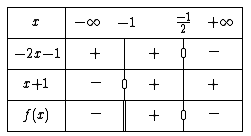 x −∞ −1 −1/2 +∞
−2x−1 + + 0 −
x+1 − 0 + +
f(x) − + 0 −